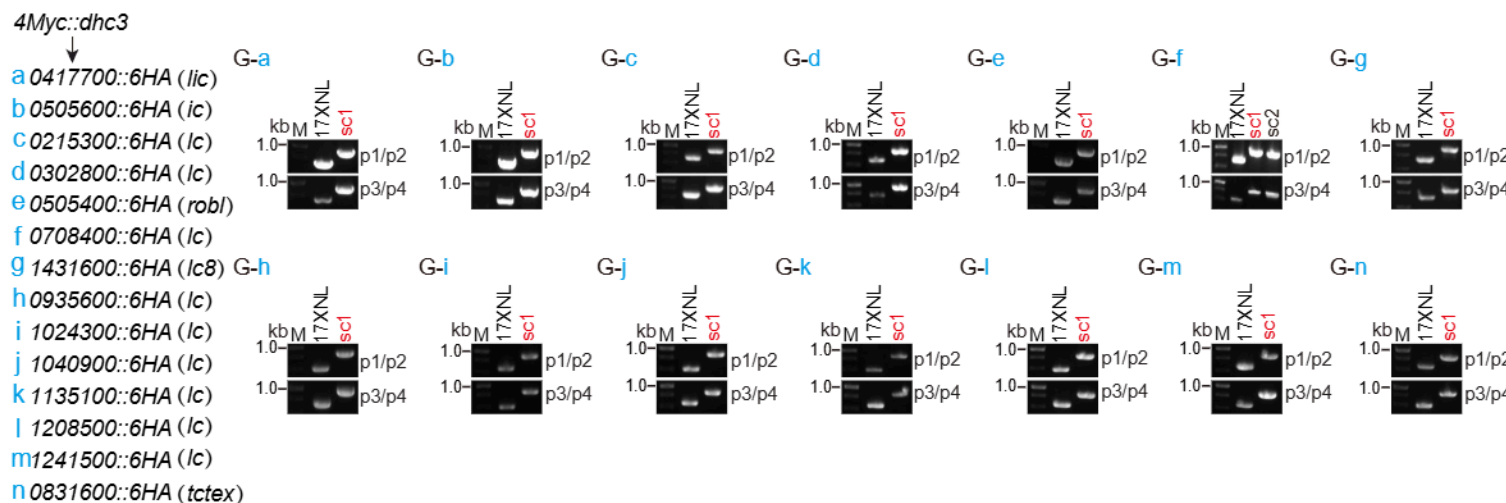 4Myc::dhc3
a 0417700::6HA (lic)
b 0505600::6HA (ic)
c 0215300::6HA (lc)
d 0302800::6HA (lc)
e 0505400::6HA (robl)
f 0708400::6HA (lc)
g 1431600::6HA (lc8)
h 0935600::6HA (lc)
i 1024300::6HA (lc)
j 1040900::6HA (lc)
k 1135100::6HA (lc)
l 1208500::6HA (lc)
m 1241500::6HA (lc)
n 0831600::6HA (tctex)
G-a
kb M 17XNL sc1
1.0 p1/p2
1.0 p3/p4
G-b
kb M 17XNL sc1
1.0 p1/p2
1.0 p3/p4
G-c
kb M 17XNL sc1
1.0 p1/p2
1.0 p3/p4
G-d
kb M 17XNL sc1
1.0 p1/p2
1.0 p3/p4
G-e
kb M 17XNL sc1
1.0 p1/p2
1.0 p3/p4
G-f
kb M 17XNL sc1 sc2
1.0 p1/p2
1.0 p3/p4
G-g
kb M 17XNL sc1
1.0 p1/p2
1.0 p3/p4
G-h
kb M 17XNL sc1
1.0 p1/p2
1.0 p3/p4
G-i
kb M 17XNL sc1
1.0 p1/p2
1.0 p3/p4
G-j
kb M 17XNL sc1
1.0 p1/p2
1.0 p3/p4
G-k
kb M 17XNL sc1
1.0 p1/p2
1.0 p3/p4
G-l
kb M 17XNL sc1
1.0 p1/p2
1.0 p3/p4
G-m
kb M 17XNL sc1
1.0 p1/p2
1.0 p3/p4
G-n
kb M 17XNL sc1
1.0 p1/p2
1.0 p3/p4